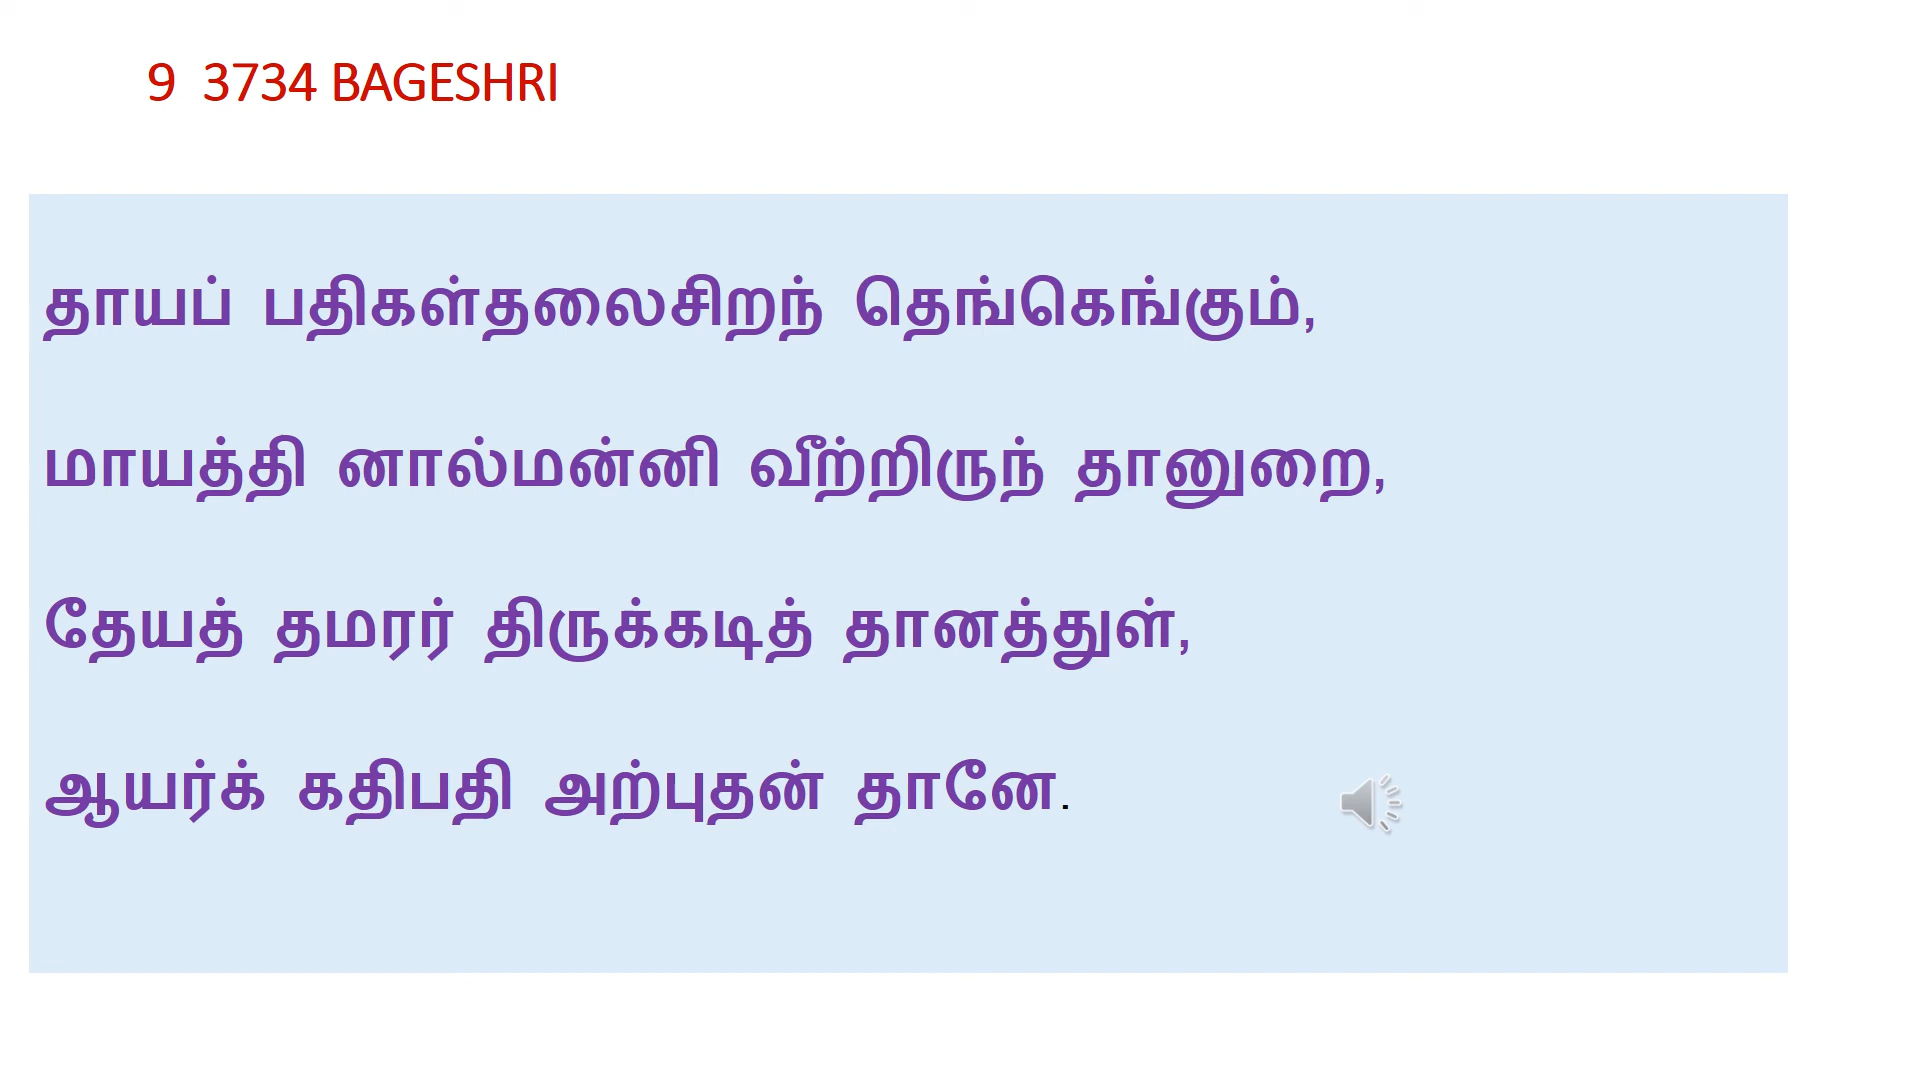 9 3734 BAGESHRI
தாயப் பதிகள்தலைசிறந் தெங்கெங்கும்,
மாயத்தி னால்மன்னி வீற்றிருந் தானுறை,
தேயத் தமரர் திருக்கடித் தானத்துள்,
ஆயர்க் கதிபதி அற்புதன் தானே.